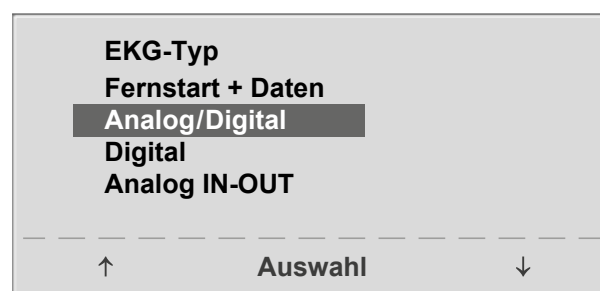 EKG-Typ
Fernstart + Daten
Analog/Digital
Digital
Analog IN-OUT
↑ Auswahl ↓